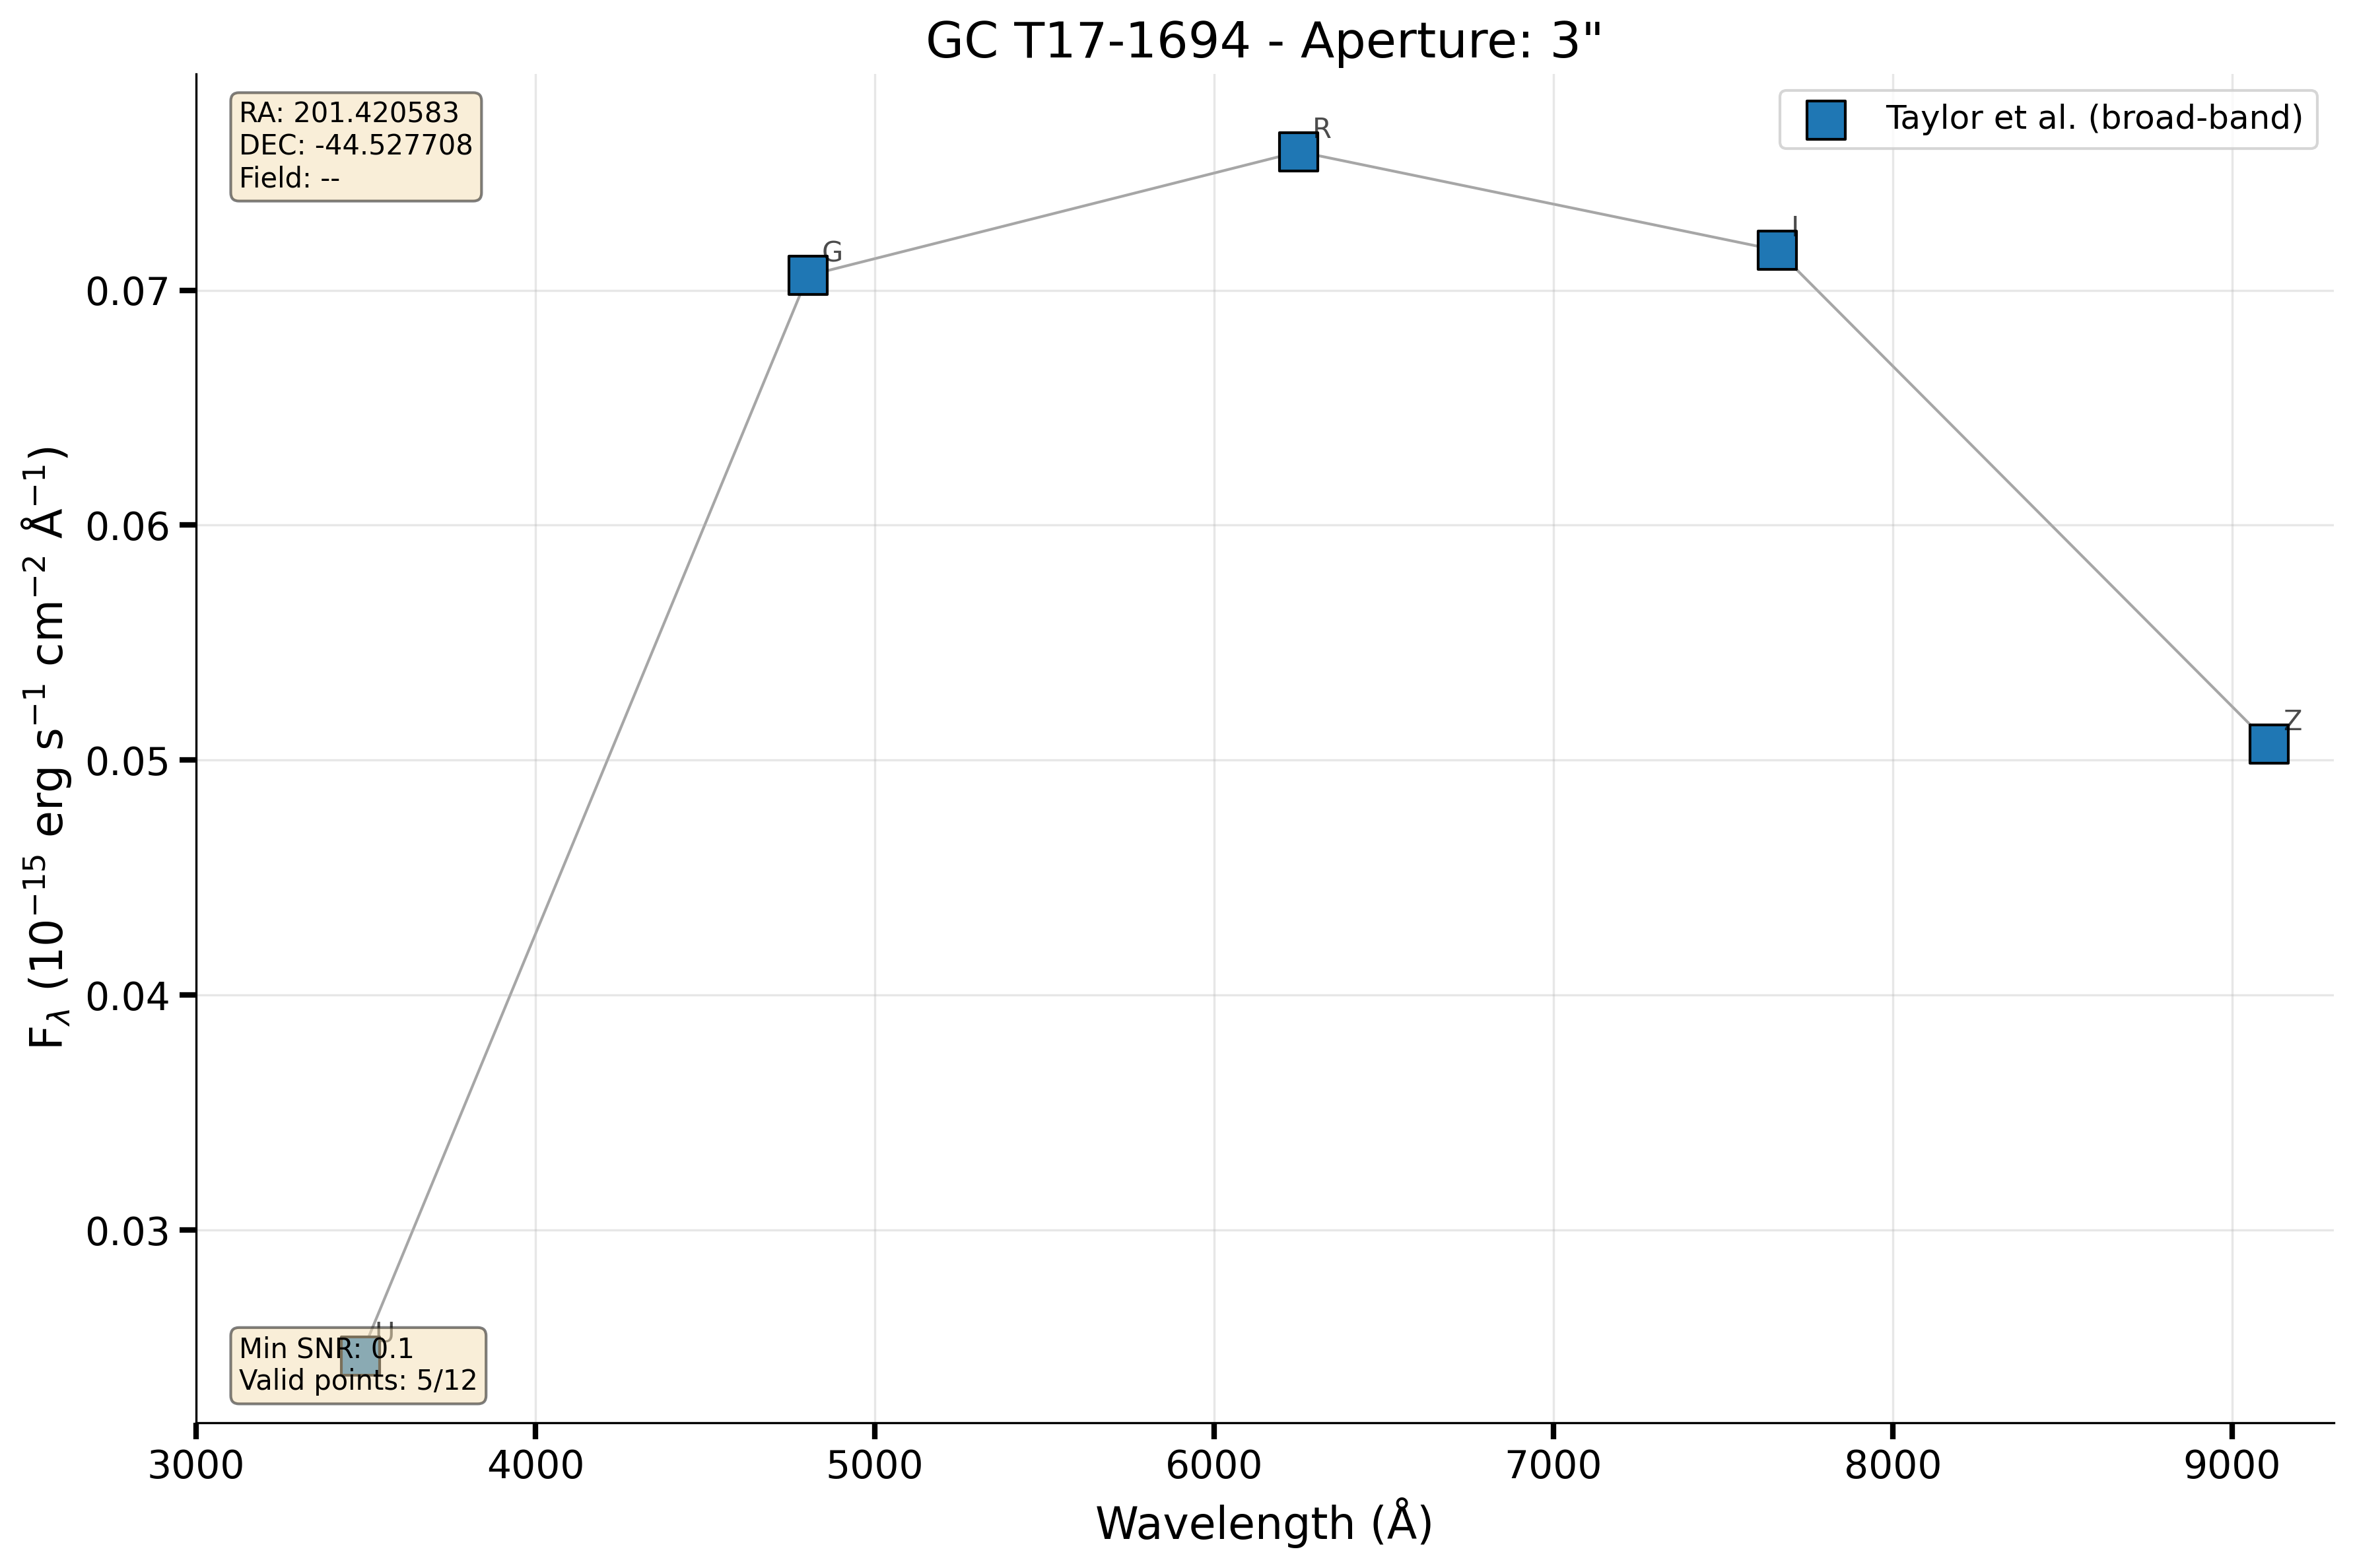 GC T17-1694 - Aperture: 3"
RA: 201.420583
DEC: -44.527708
Field: --
Taylor et al. (broad-band)
R
I
G
Z
U
Min SNR: 0.1
Valid points: 5/12
F_λ (10⁻¹⁵ erg s⁻¹ cm⁻² Å⁻¹)
0.07
0.06
0.05
0.04
0.03
3000 4000 5000 6000 7000 8000 9000
Wavelength (Å)